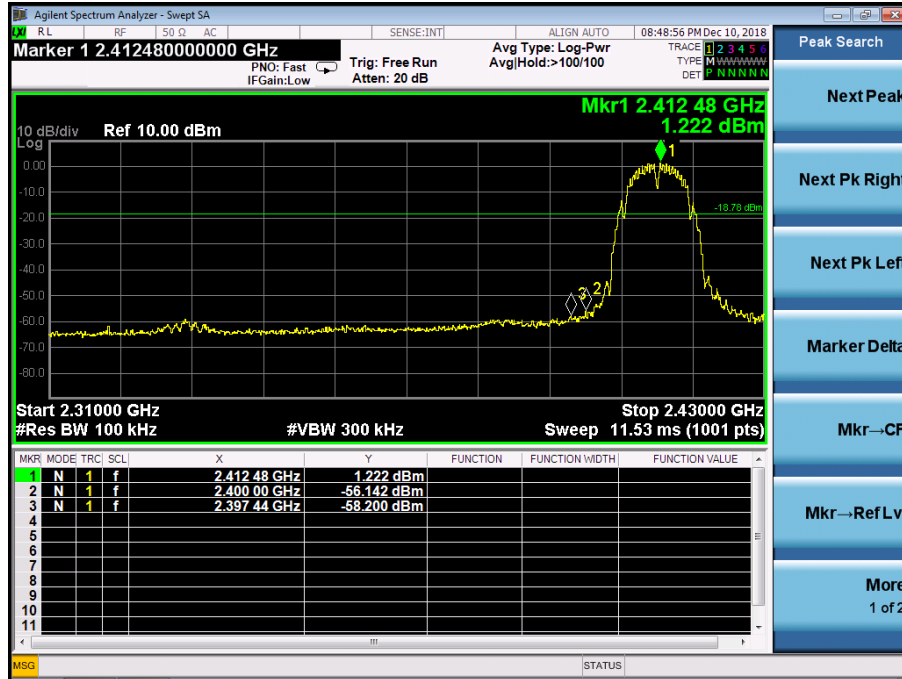 Agilent Spectrum Analyzer - Swept SA
LXI RL RF 50 Ω AC SENSE:INT ALIGN AUTO 08:48:56 PM Dec 10, 2018
Marker 1 2.412480000000 GHz
PNO: Fast
IFGain:Low
Trig: Free Run
Atten: 20 dB
Avg Type: Log-Pwr
Avg|Hold:>100/100
TRACE 1 2 3 4 5 6
TYPE M WWWWW
DET P N N N N N
Mkr1 2.412 48 GHz
1.222 dBm
10 dB/div Ref 10.00 dBm
Log
1
0.00
-10.0
-20.0
-18.78 dBm
-30.0
-40.0
-50.0
3 2
-60.0
-70.0
-80.0
Start 2.31000 GHz Stop 2.43000 GHz
#Res BW 100 kHz #VBW 300 kHz Sweep 11.53 ms (1001 pts)
MKR MODE TRC SCL X Y FUNCTION FUNCTION WIDTH FUNCTION VALUE
1 N 1 f 2.412 48 GHz 1.222 dBm
2 N 1 f 2.400 00 GHz -56.142 dBm
3 N 1 f 2.397 44 GHz -58.200 dBm
4
5
6
7
8
9
10
11
MSG STATUS
Peak Search
Next Peak
Next Pk Right
Next Pk Left
Marker Delta
Mkr→CF
Mkr→Ref Lv
More
1 of 2